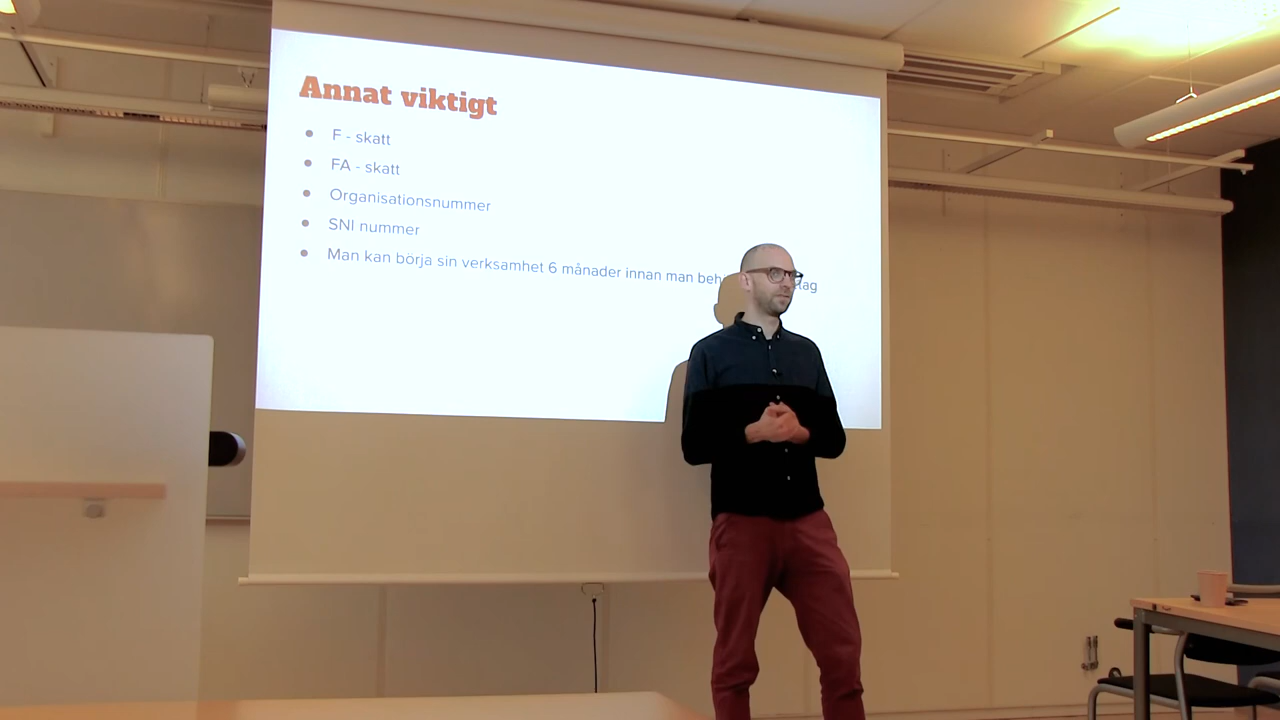 Annat viktigt
F - skatt
FA - skatt
Organisationsnummer
SNI nummer
Man kan börja sin verksamhet 6 månader innan man